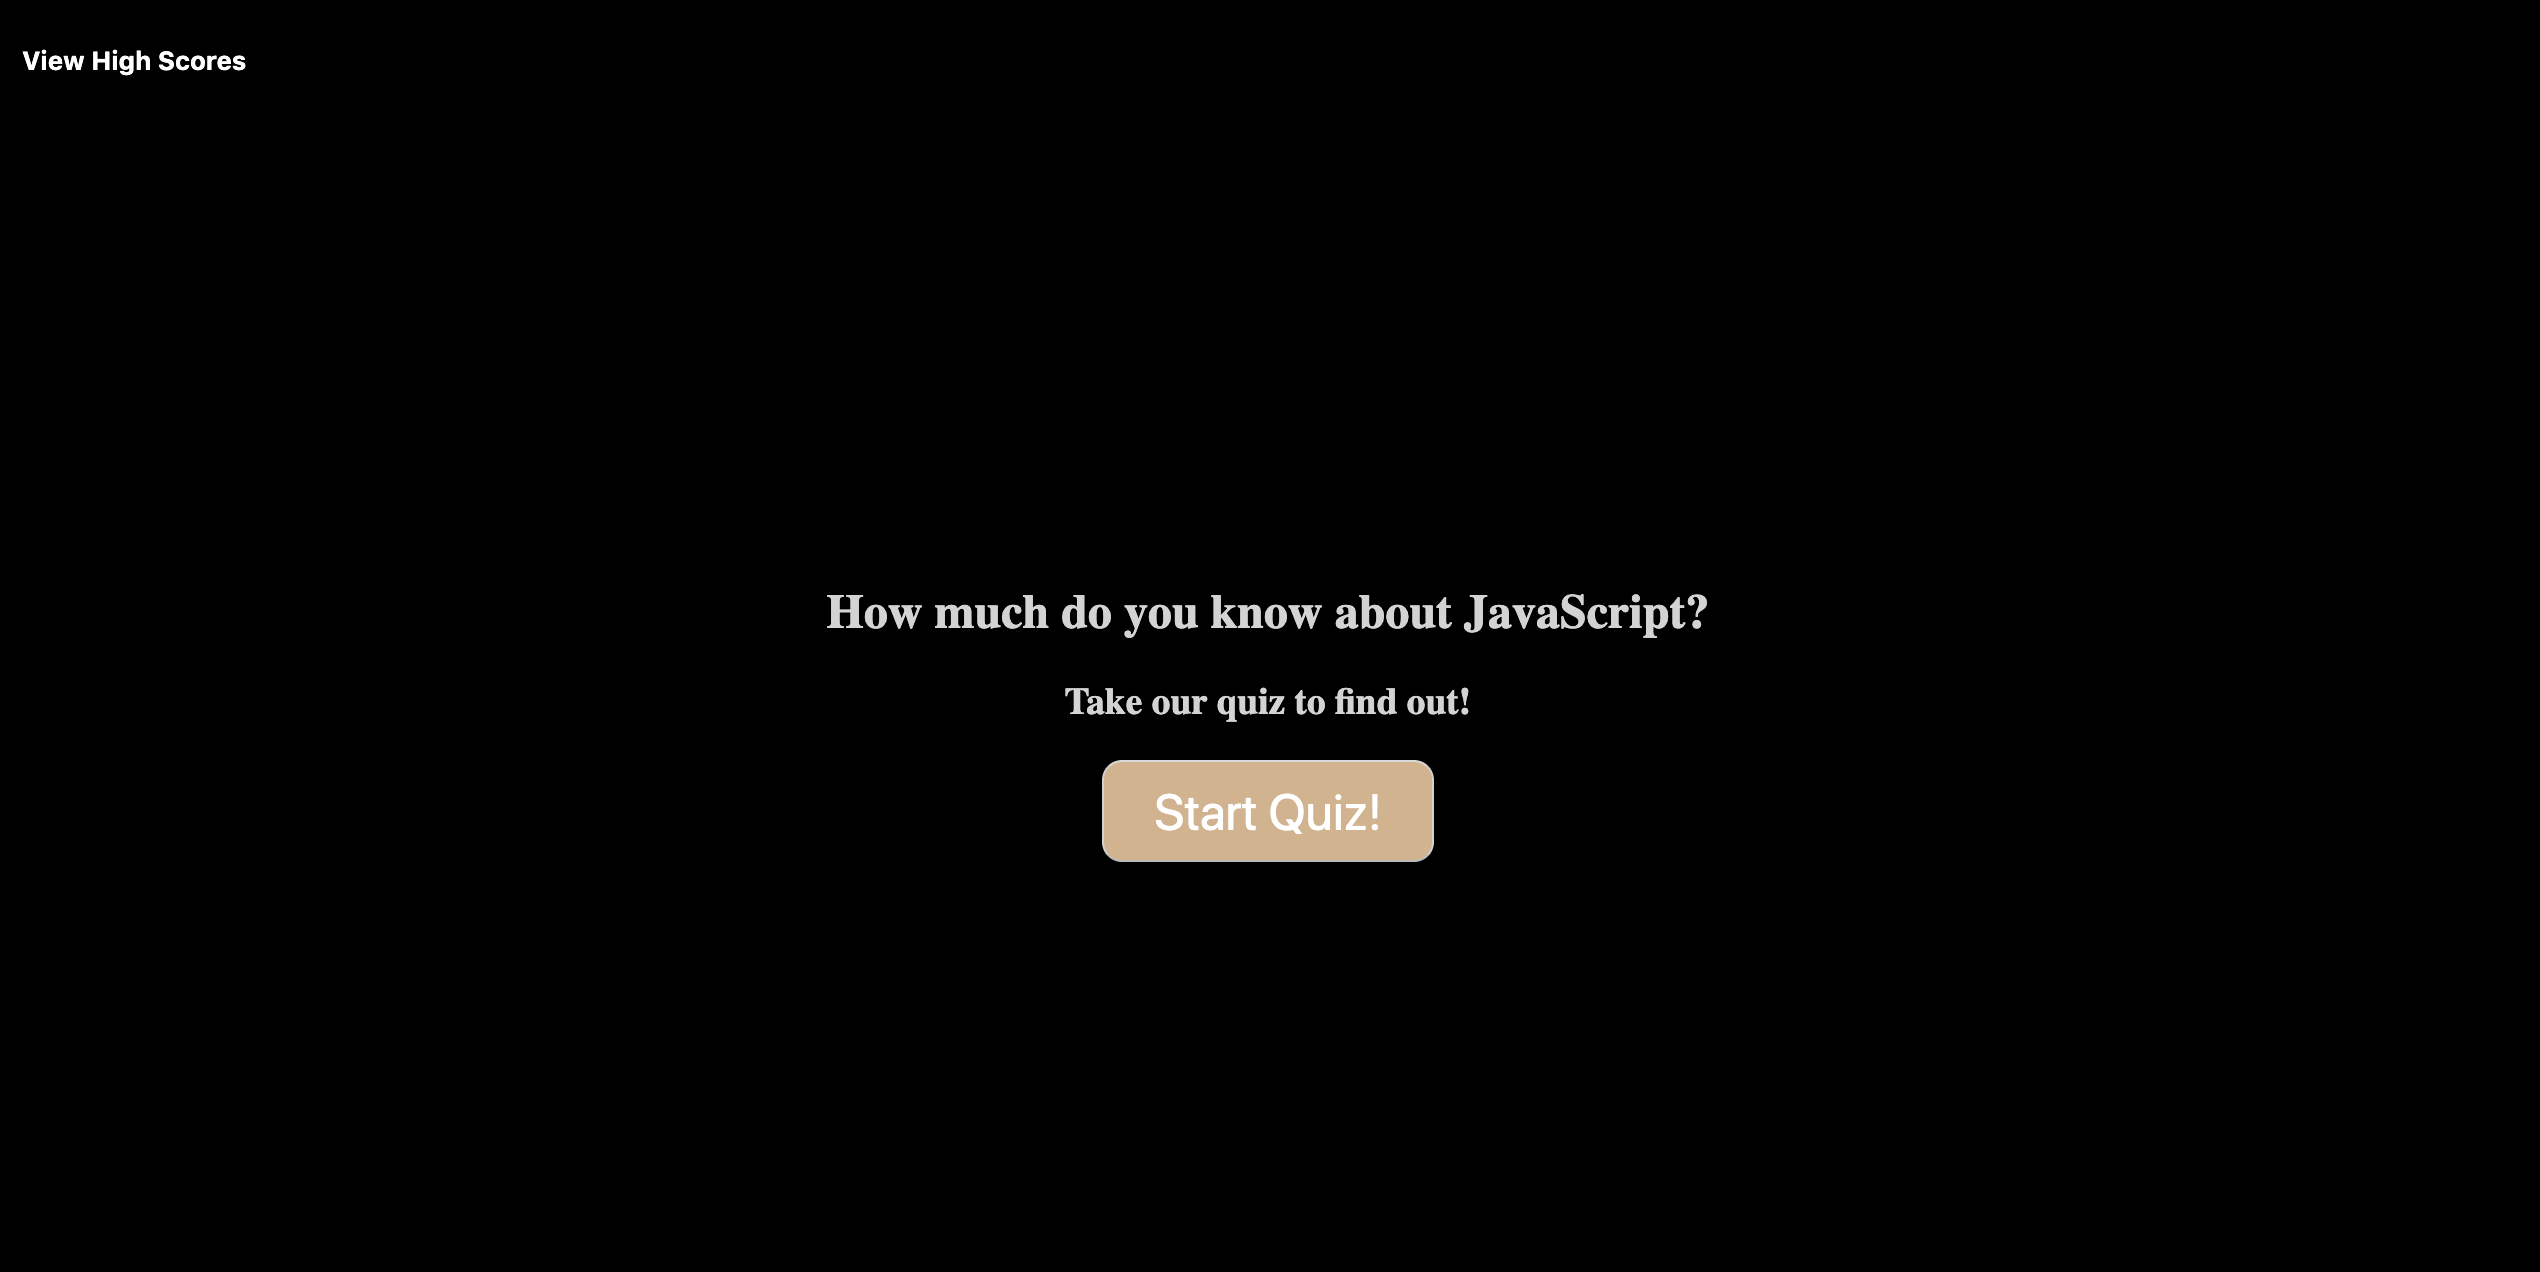 View High Scores
How much do you know about JavaScript?
Take our quiz to find out!
Start Quiz!